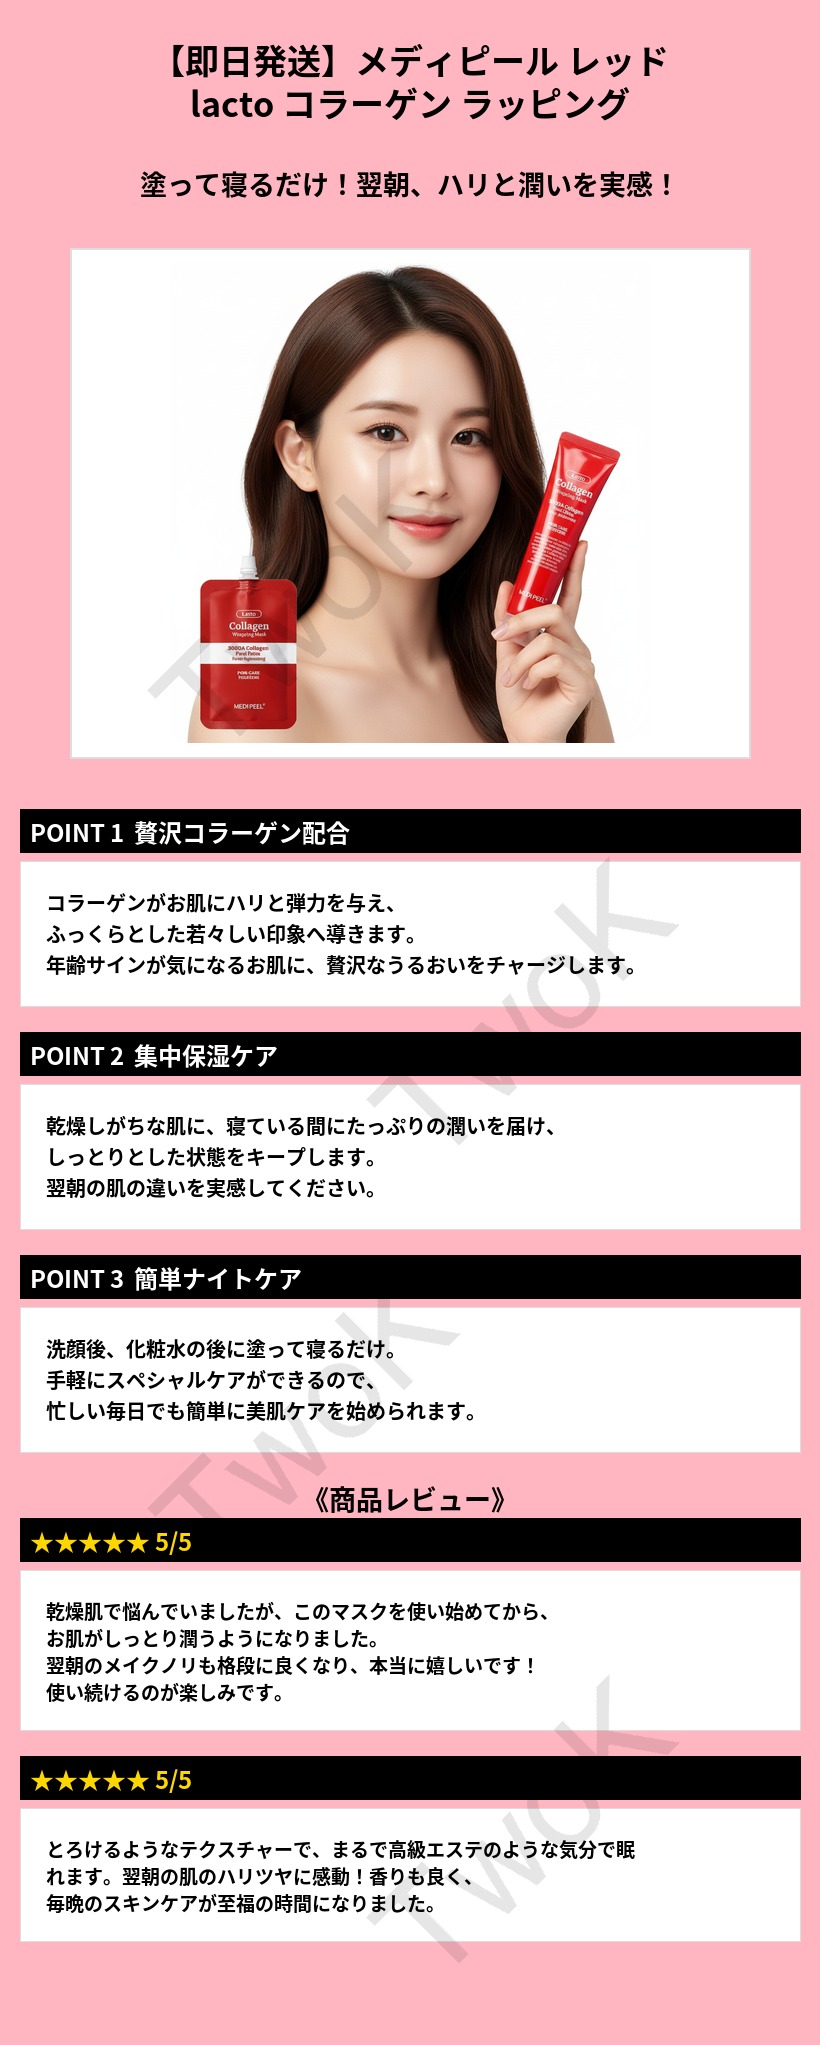 【即日発送】メディピール レッド
lacto コラーゲン ラッピング
塗って寝るだけ！翌朝、ハリと潤いを実感！
Lacto
Collagen
Wrapping Mask
MEDI PEEL
Lacto
Collagen
Wrapping Mask
3000A Collagen
PORE CARE
MEDI PEEL
TwoK
POINT 1 贅沢コラーゲン配合
コラーゲンがお肌にハリと弾力を与え、
ふっくらとした若々しい印象へ導きます。
年齢サインが気になるお肌に、贅沢なうるおいをチャージします。
TwoK
POINT 2 集中保湿ケア
乾燥しがちな肌に、寝ている間にたっぷりの潤いを届け、
しっとりとした状態をキープします。
翌朝の肌の違いを実感してください。
POINT 3 簡単ナイトケア
洗顔後、化粧水の後に塗って寝るだけ。
手軽にスペシャルケアができるので、
忙しい毎日でも簡単に美肌ケアを始められます。
TwoK
《商品レビュー》
★★★★★ 5/5
乾燥肌で悩んでいましたが、このマスクを使い始めてから、
お肌がしっとり潤うようになりました。
翌朝のメイクノリも格段に良くなり、本当に嬉しいです！
使い続けるのが楽しみです。
★★★★★ 5/5
とろけるようなテクスチャーで、まるで高級エステのような気分で眠
れます。翌朝の肌のハリツヤに感動！香りも良く、
毎晩のスキンケアが至福の時間になりました。
TwoK